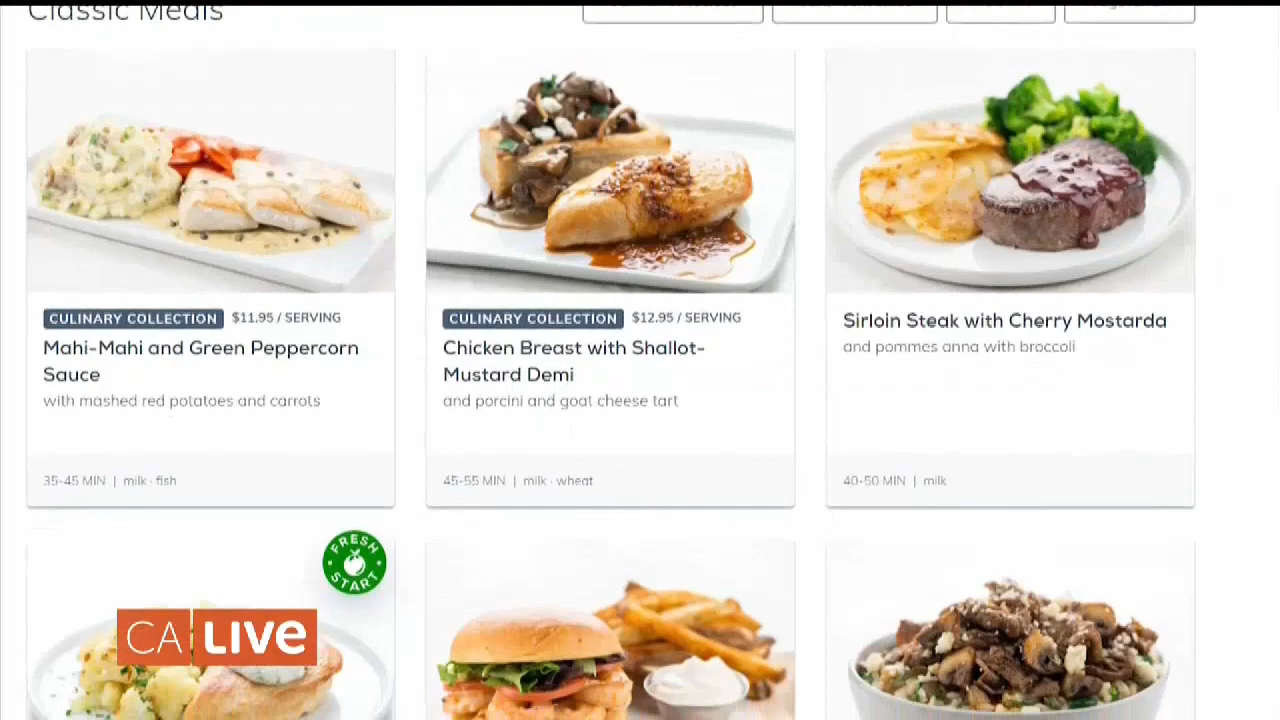 Classic Meals
CULINARY COLLECTION $11.95 / SERVING
Mahi-Mahi and Green Peppercorn
Sauce
with mashed red potatoes and carrots
35-45 MIN | milk · fish
CULINARY COLLECTION $12.95 / SERVING
Chicken Breast with Shallot-
Mustard Demi
and porcini and goat cheese tart
45-55 MIN | milk · wheat
Sirloin Steak with Cherry Mostarda
and pommes anna with broccoli
40-50 MIN | milk
FRESH
START
CA LIVE